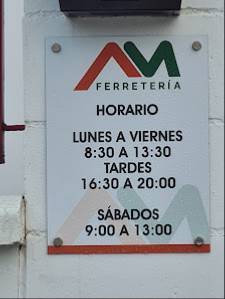 AM
FERRETERÍA
HORARIO
LUNES A VIERNES
8:30 A 13:30
TARDES
16:30 A 20:00
SÁBADOS
9:00 A 13:00